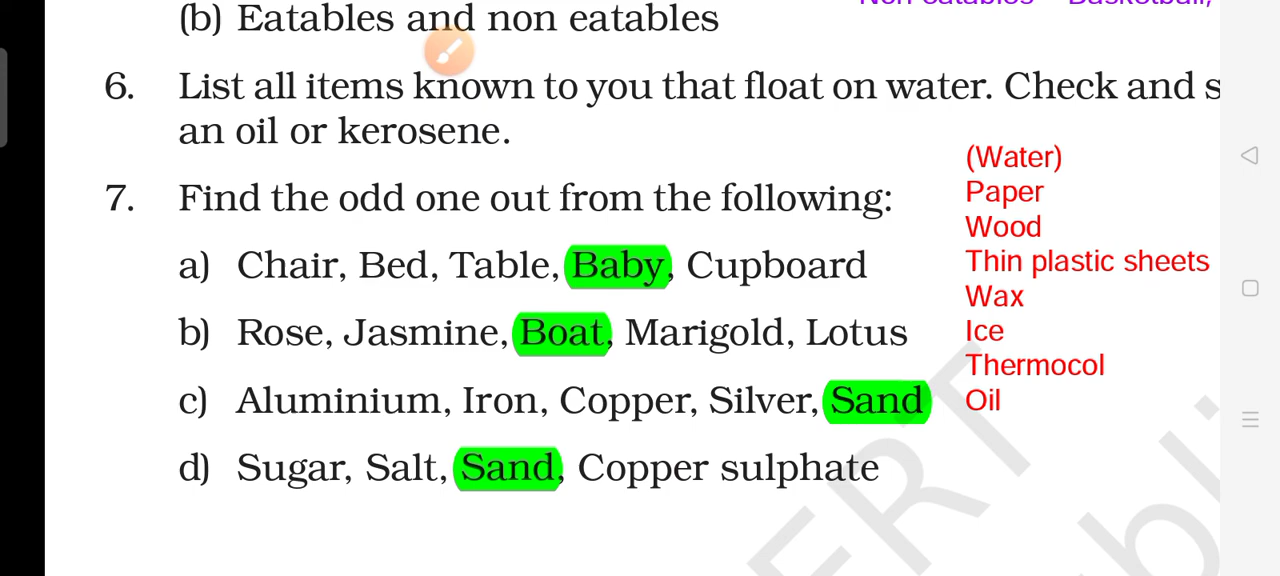 (b) Eatables and non eatables
6. List all items known to you that float on water. Check and s
an oil or kerosene.
(Water)
Paper
Wood
Thin plastic sheets
Wax
Ice
Thermocol
Oil
7. Find the odd one out from the following:
a) Chair, Bed, Table, Baby, Cupboard
b) Rose, Jasmine, Boat, Marigold, Lotus
c) Aluminium, Iron, Copper, Silver, Sand
d) Sugar, Salt, Sand, Copper sulphate